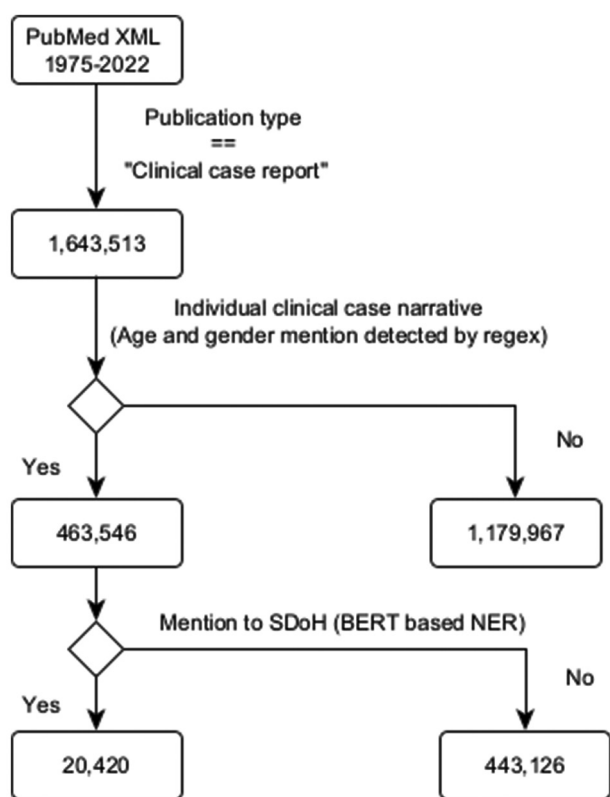 PubMed XML
1975-2022
Publication type
==
"Clinical case report"
1,643,513
Individual clinical case narrative
(Age and gender mention detected by regex)
No
Yes
463,546
1,179,967
Mention to SDoH (BERT based NER)
No
Yes
20,420
443,126